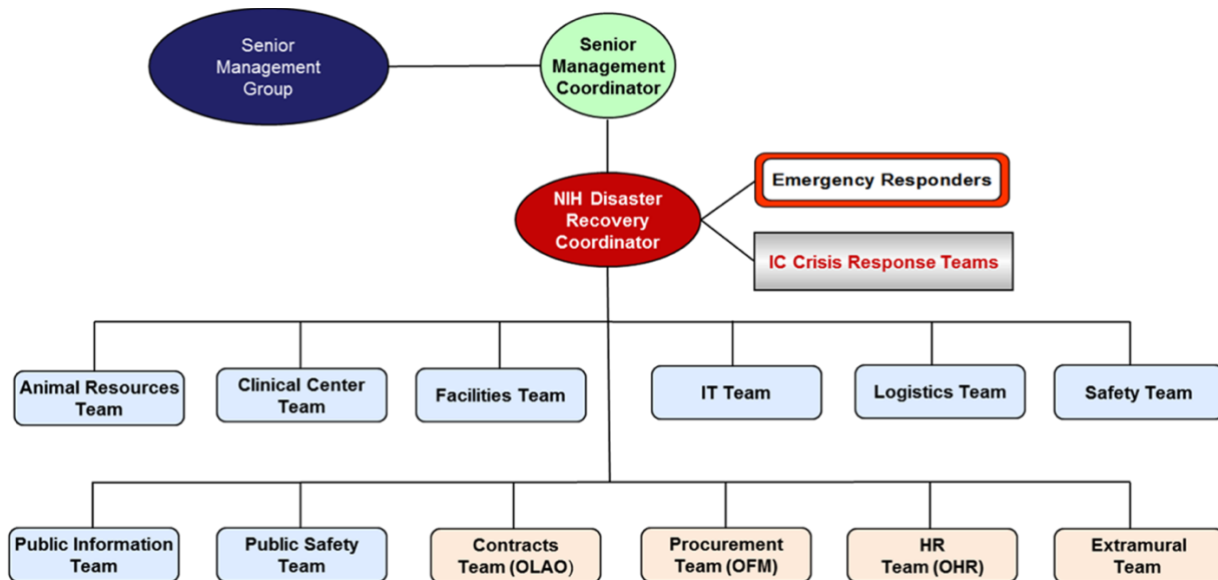 Senior
Management
Group
Senior
Management
Coordinator
NIH Disaster
Recovery
Coordinator
Emergency Responders
IC Crisis Response Teams
Animal Resources
Team
Clinical Center
Team
Facilities Team
IT Team
Logistics Team
Safety Team
Public Information
Team
Public Safety
Team
Contracts
Team (OLAO)
Procurement
Team (OFM)
HR
Team (OHR)
Extramural
Team